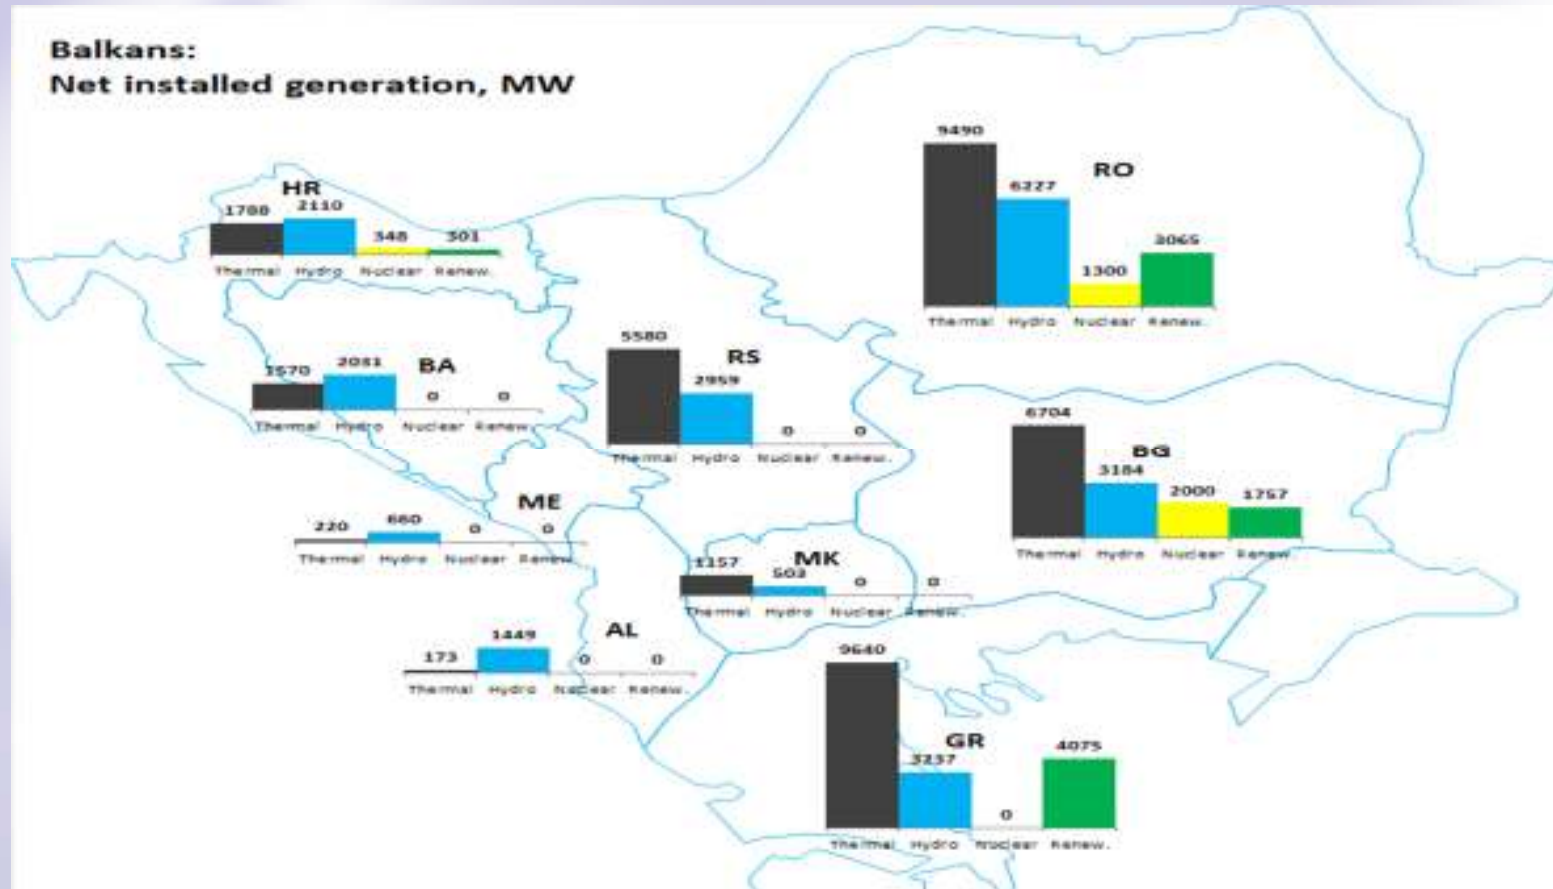 Balkans:
Net installed generation, MW
HR
1788 2110 348 301
Thermal Hydro Nuclear Renew.
RO
9490 6227 1300 3065
Thermal Hydro Nuclear Renew.
BA
1570 2031 0 0
Thermal Hydro Nuclear Renew.
RS
5580 2959 0 0
Thermal Hydro Nuclear Renew.
BG
6704 3184 2000 1757
Thermal Hydro Nuclear Renew.
ME
220 660 0 0
Thermal Hydro Nuclear Renew.
MK
1157 503 0 0
Thermal Hydro Nuclear Renew.
AL
173 1449 0 0
Thermal Hydro Nuclear Renew.
GR
9640 3237 0 4075
Thermal Hydro Nuclear Renew.